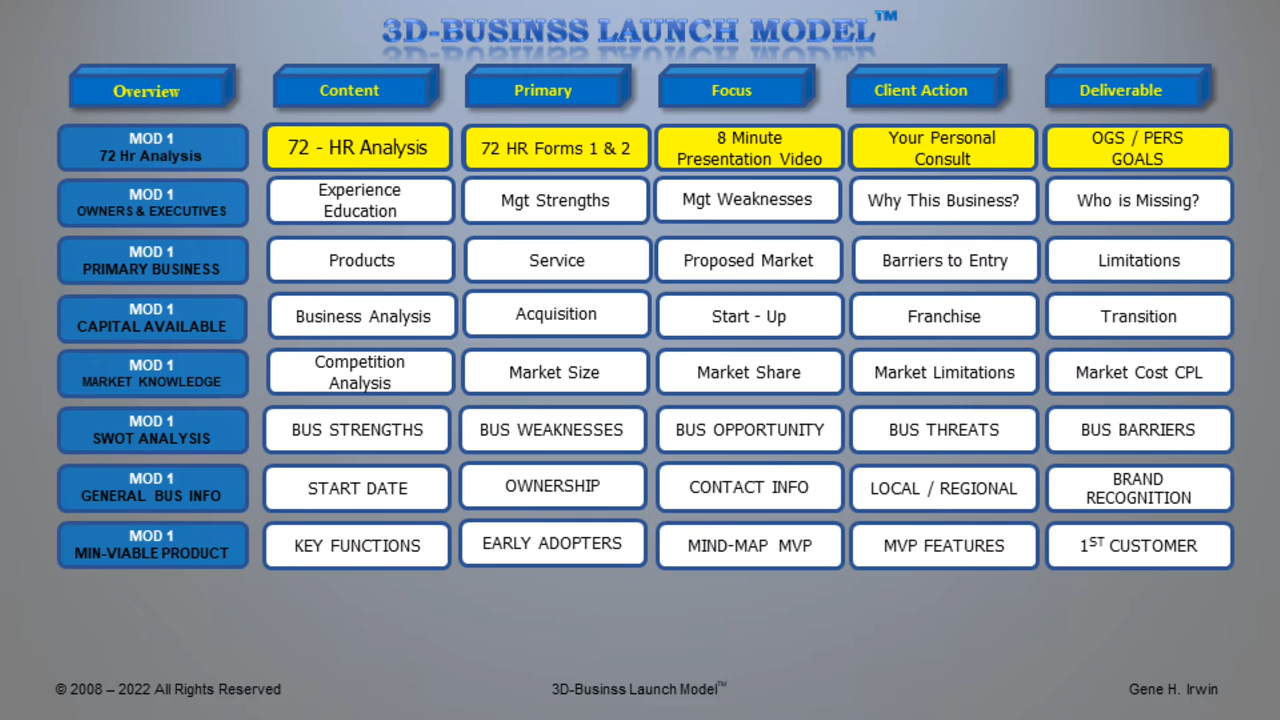 3D-BUSINSS LAUNCH MODEL™
Overview
Content
Primary
Focus
Client Action
Deliverable
MOD 1
72 Hr Analysis
72 - HR Analysis
72 HR Forms 1 & 2
8 Minute
Presentation Video
Your Personal
Consult
OGS / PERS
GOALS
MOD 1
OWNERS & EXECUTIVES
Experience
Education
Mgt Strengths
Mgt Weaknesses
Why This Business?
Who is Missing?
MOD 1
PRIMARY BUSINESS
Products
Service
Proposed Market
Barriers to Entry
Limitations
MOD 1
CAPITAL AVAILABLE
Business Analysis
Acquisition
Start - Up
Franchise
Transition
MOD 1
MARKET KNOWLEDGE
Competition
Analysis
Market Size
Market Share
Market Limitations
Market Cost CPL
MOD 1
SWOT ANALYSIS
BUS STRENGTHS
BUS WEAKNESSES
BUS OPPORTUNITY
BUS THREATS
BUS BARRIERS
MOD 1
GENERAL BUS INFO
START DATE
OWNERSHIP
CONTACT INFO
LOCAL / REGIONAL
BRAND
RECOGNITION
MOD 1
MIN-VIABLE PRODUCT
KEY FUNCTIONS
EARLY ADOPTERS
MIND-MAP MVP
MVP FEATURES
1ST CUSTOMER
© 2008 – 2022 All Rights Reserved
3D-Businss Launch Model™
Gene H. Irwin